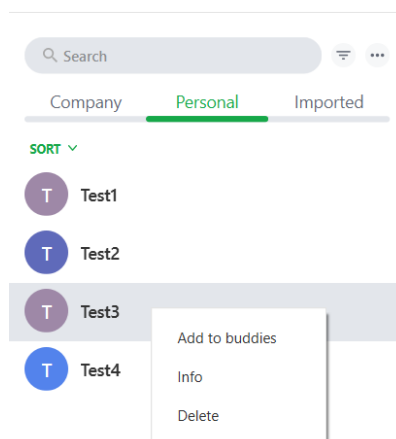 Search
Company Personal Imported
SORT
T Test1
T Test2
T Test3
Add to buddies
T Test4
Info
Delete